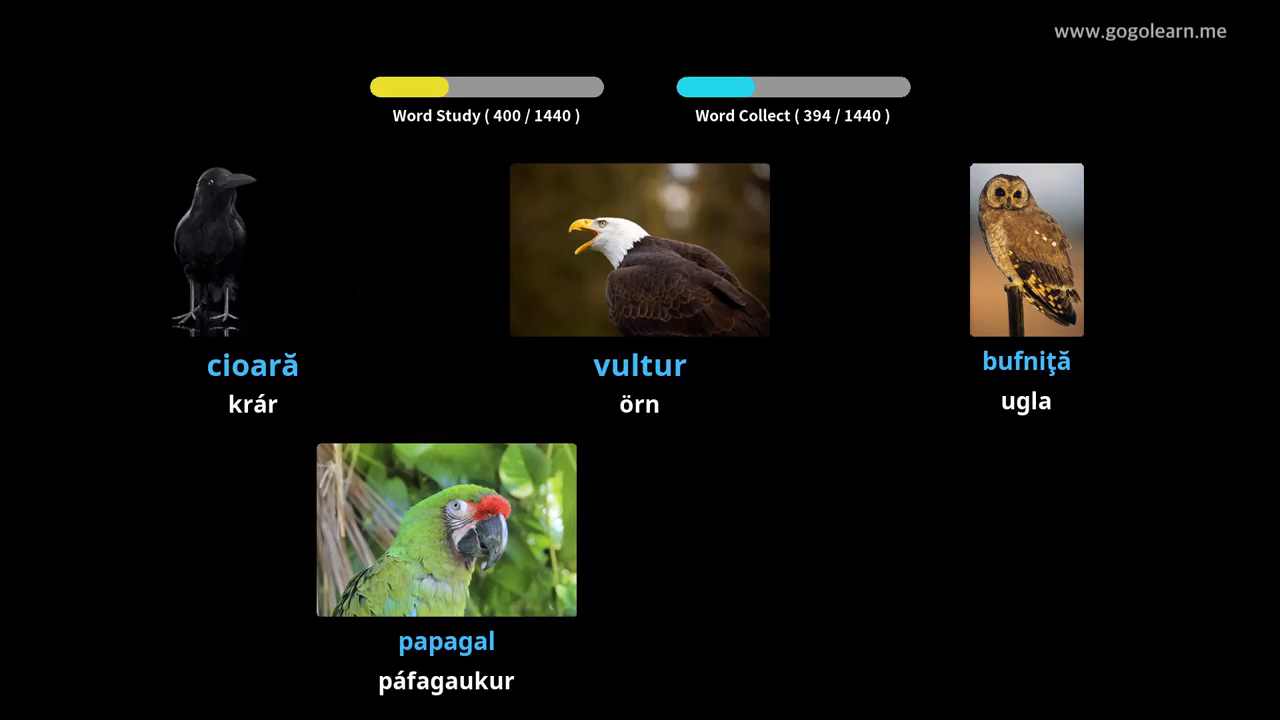 www.gogolearn.me
Word Study ( 400 / 1440 )
Word Collect ( 394 / 1440 )
cioară
vultur
bufniţă
krár
örn
ugla
papagal
páfagaukur